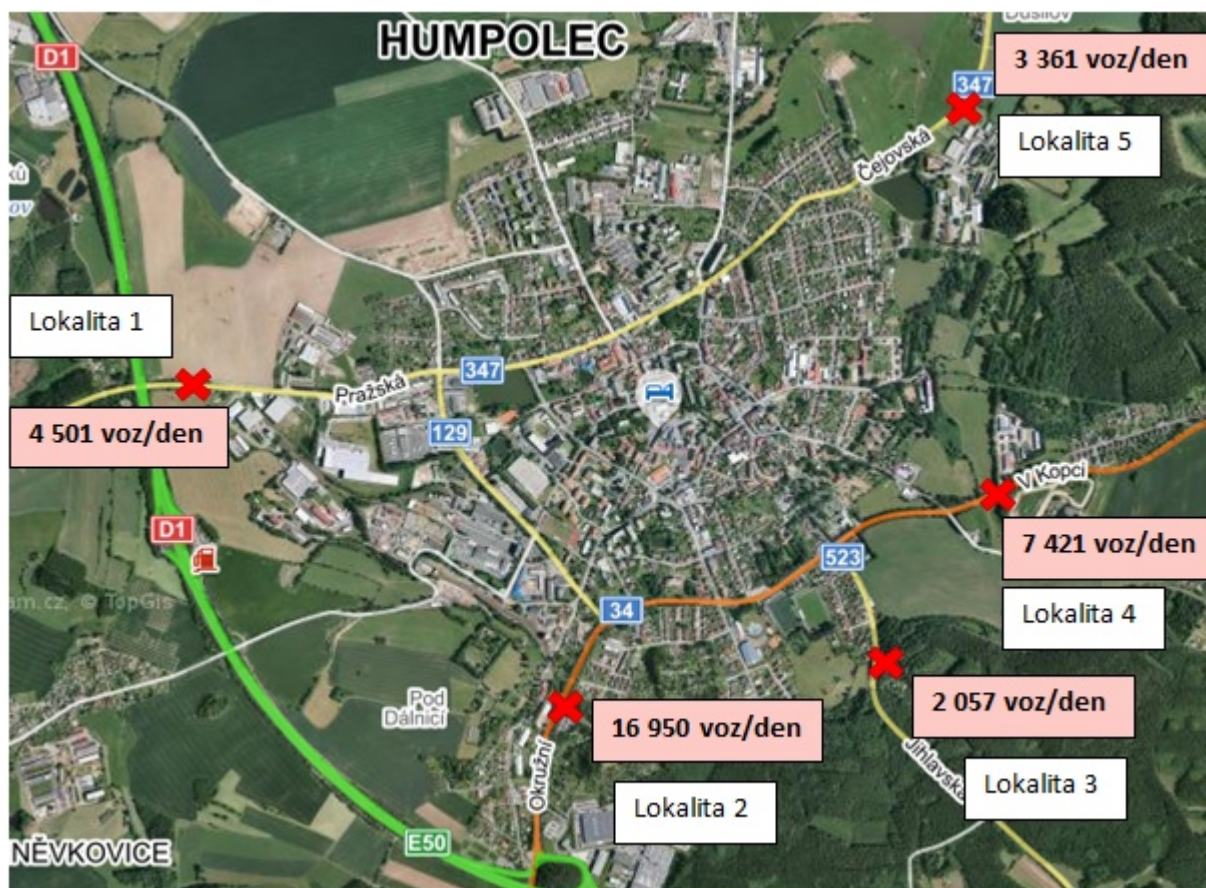 HUMPOLEC
D1
3 361 voz/den
347
Lokalita 5
Čejovská
Lokalita 1
4 501 voz/den
Pražská
347
129
V Kopci
D1
7 421 voz/den
523
34
Lokalita 4
Pod
Dálnicí
16 950 voz/den
2 057 voz/den
Okružní
Lokalita 2
Jihlavská
Lokalita 3
E50
NĚVKOVICE